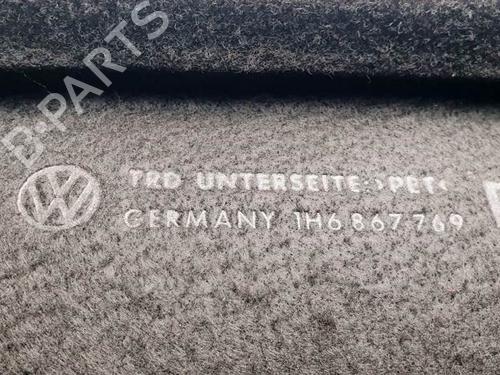 B-PARTS
TRD UNTERSEITE: >PET<
GERMANY 1H6 867 769